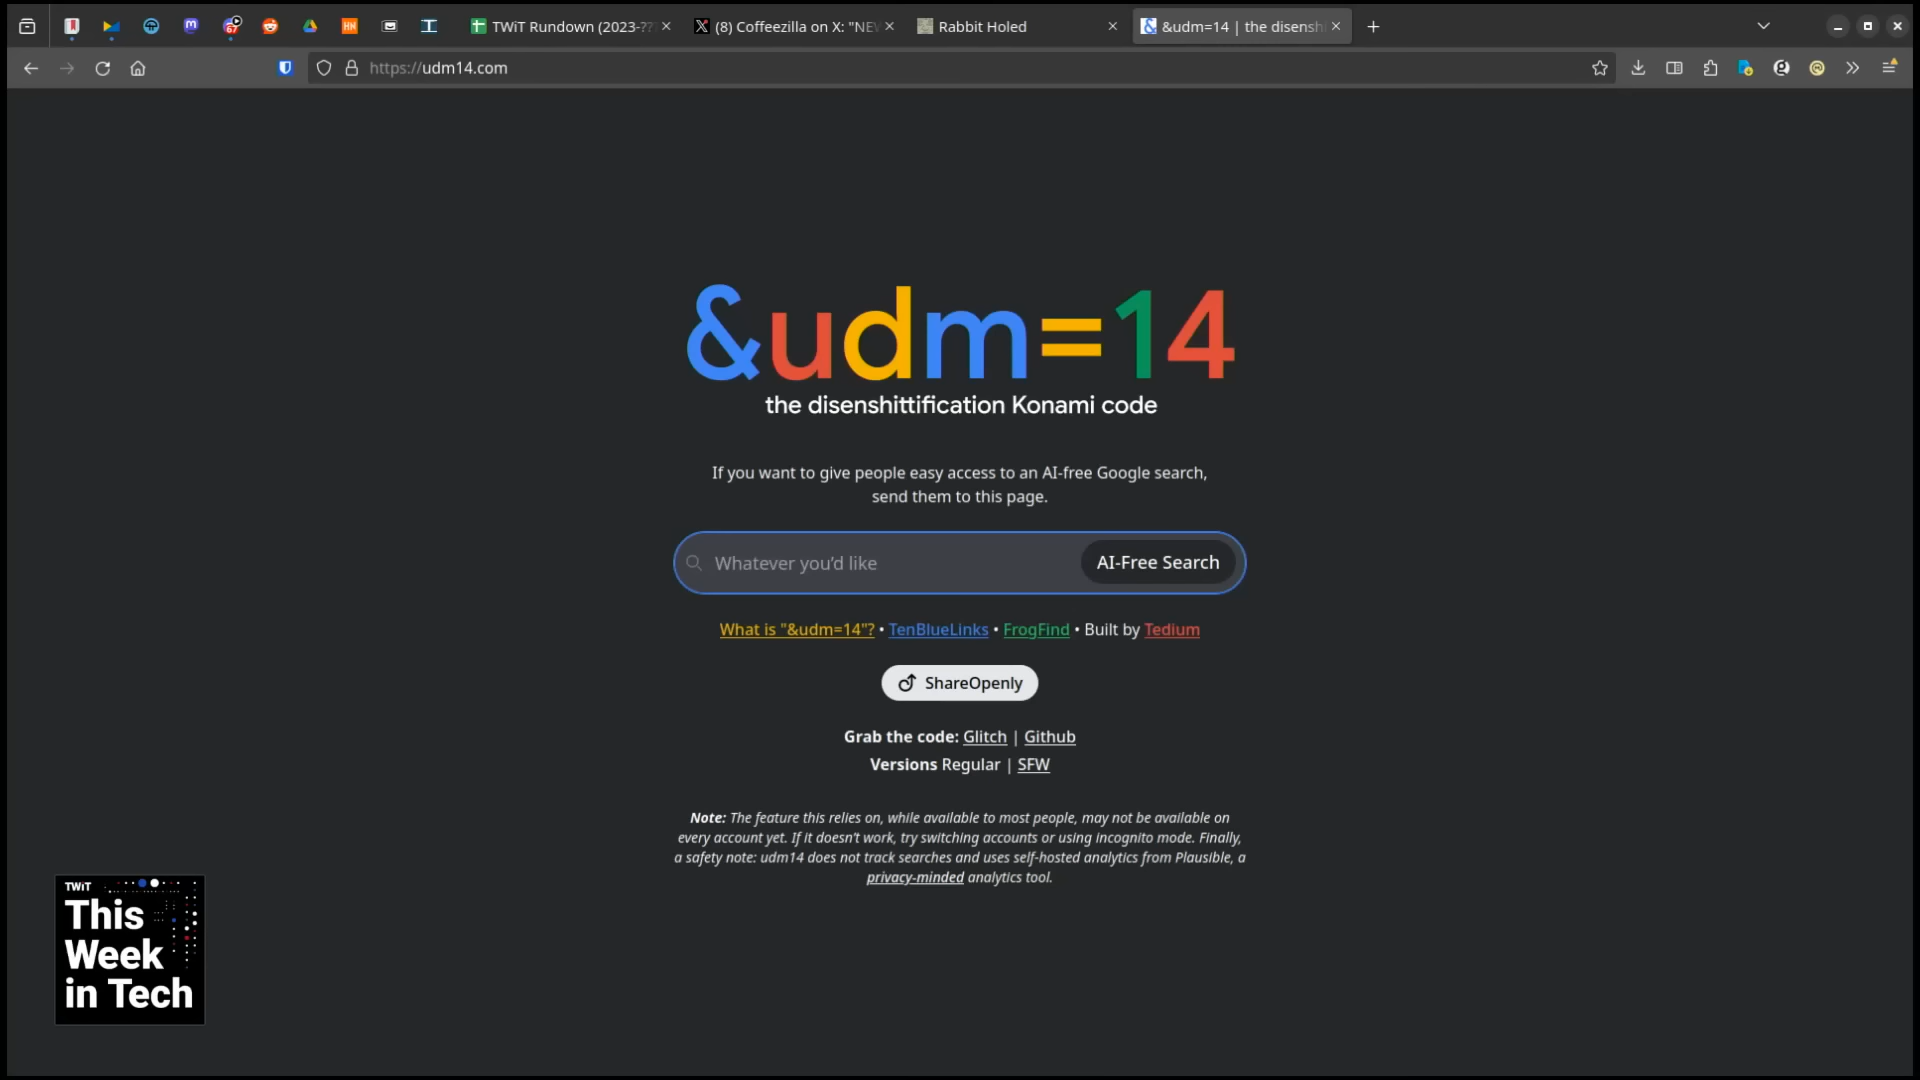 67
HN
TWiT Rundown (2023-??
(8) Coffeezilla on X: "NEW
Rabbit Holed
&udm=14 | the disenshi
https://udm14.com
&udm=14
the disenshittification Konami code
If you want to give people easy access to an AI-free Google search,
send them to this page.
Whatever you'd like
AI-Free Search
What is "&udm=14"? • TenBlueLinks • FrogFind • Built by Tedium
ShareOpenly
Grab the code: Glitch | Github
Versions Regular | SFW
Note: The feature this relies on, while available to most people, may not be available on
every account yet. If it doesn't work, try switching accounts or using incognito mode. Finally,
a safety note: udm14 does not track searches and uses self-hosted analytics from Plausible, a
privacy-minded analytics tool.
TWiT
This
Week
in Tech